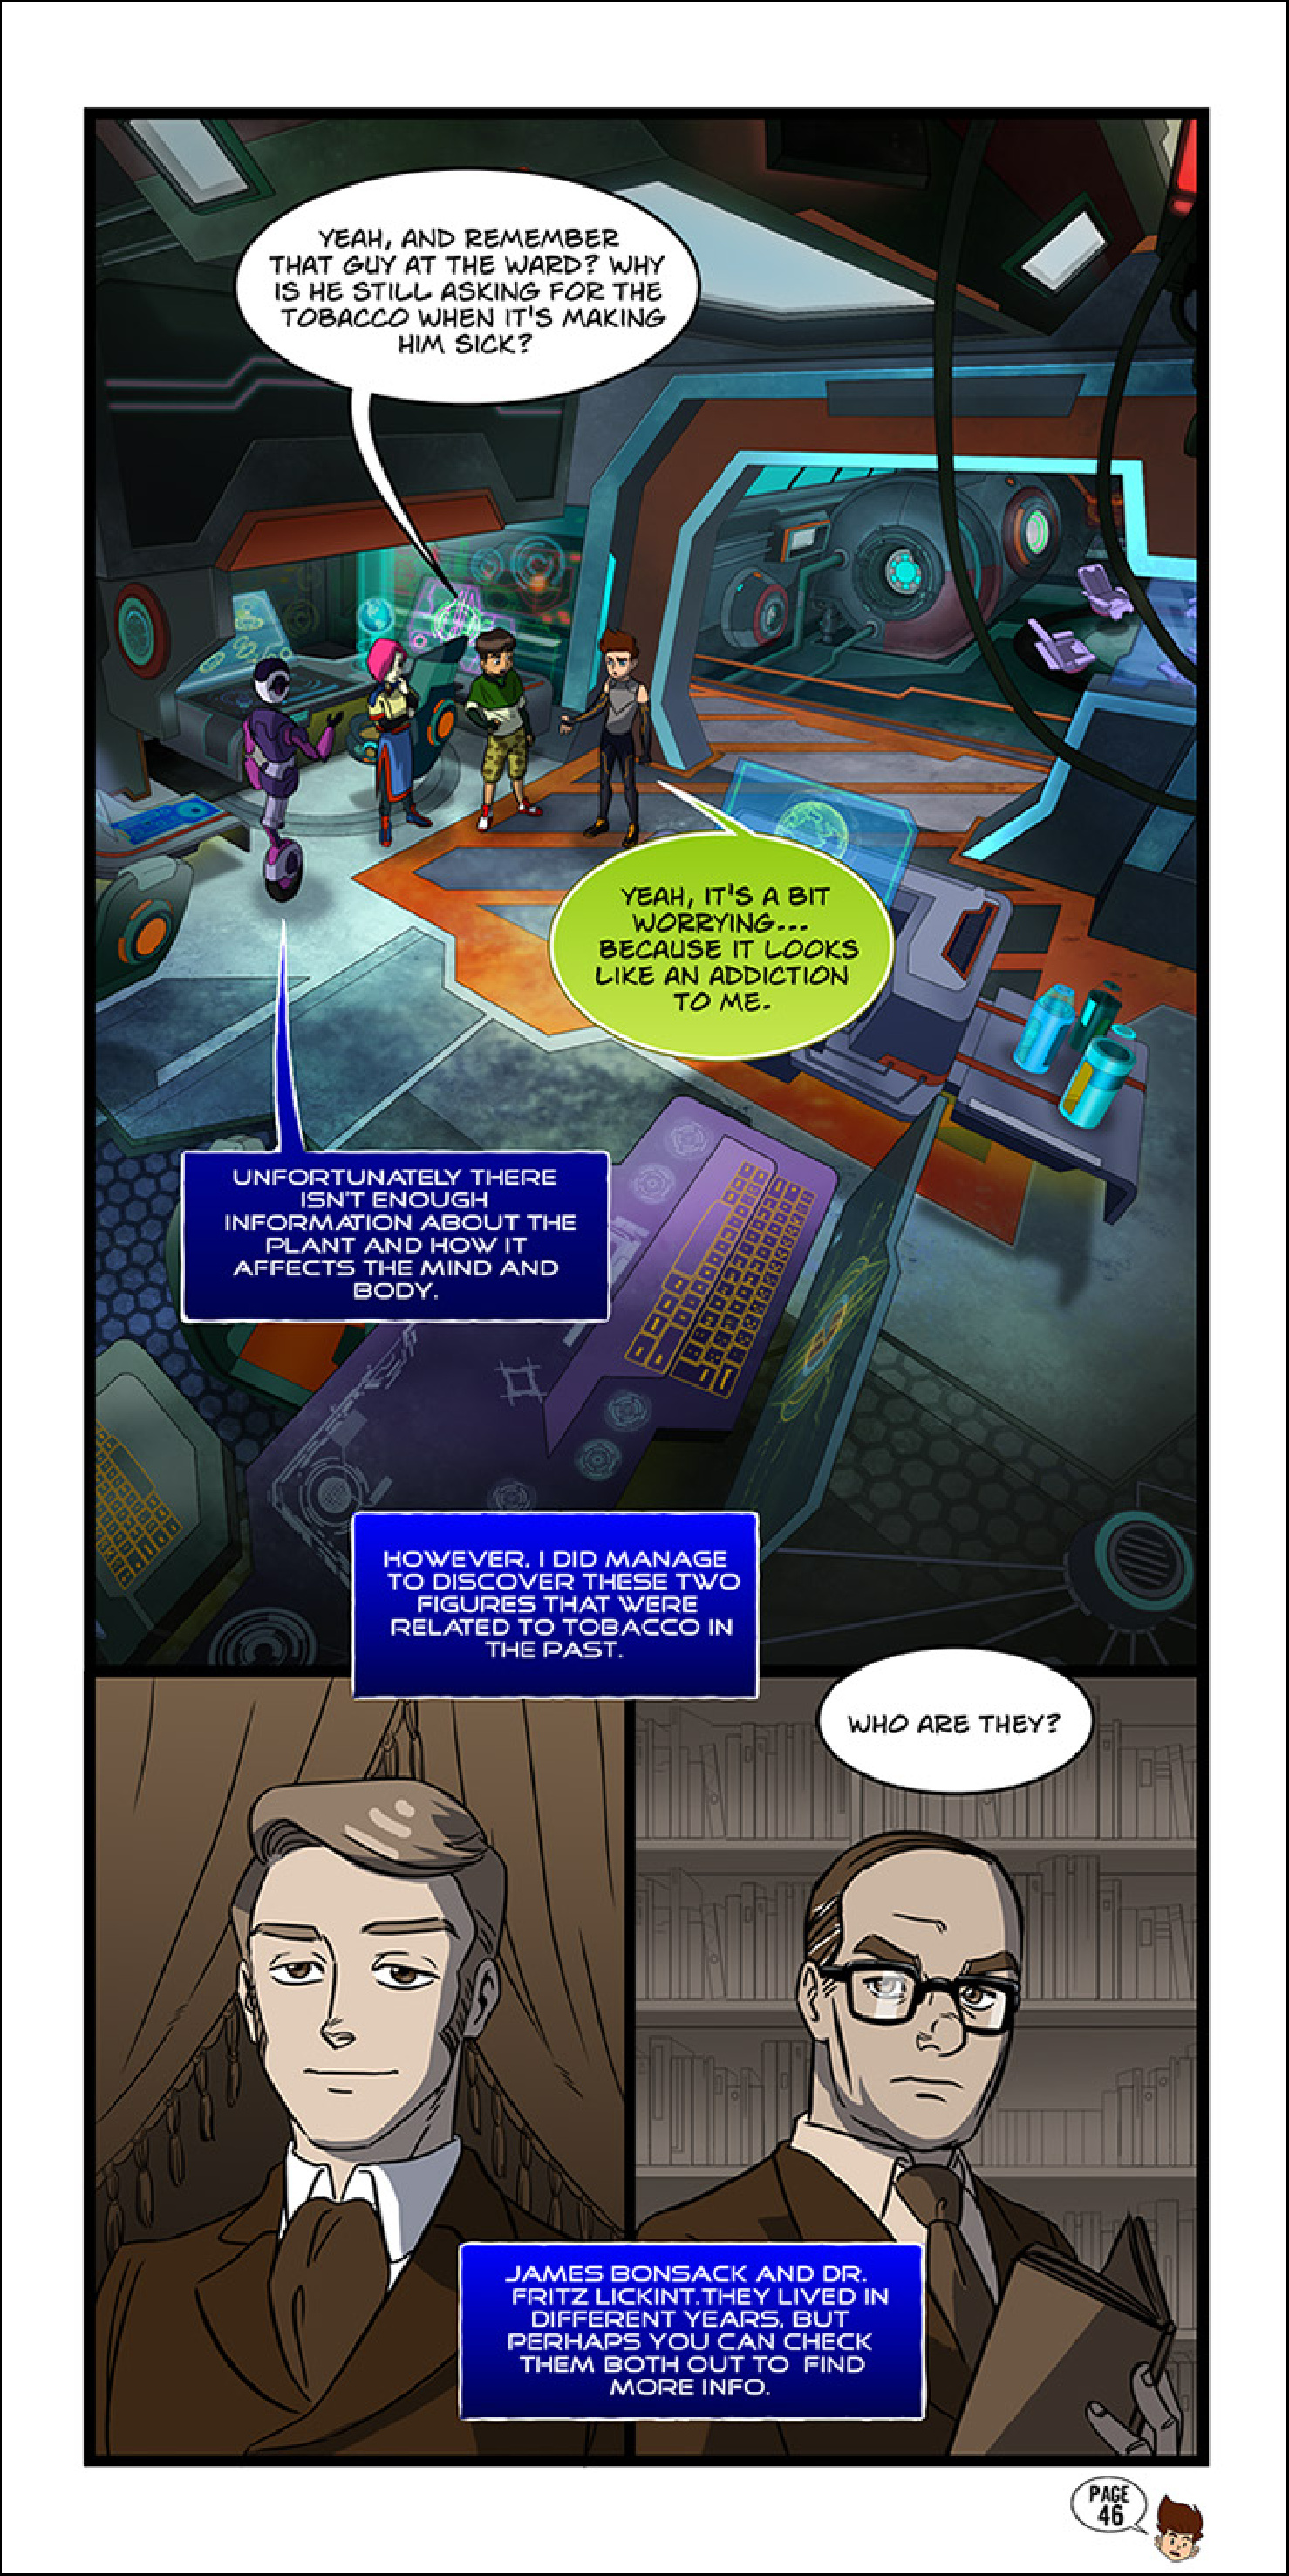 YEAH, AND REMEMBER
THAT GUY AT THE WARD? WHY
IS HE STILL ASKING FOR THE
TOBACCO WHEN IT'S MAKING
HIM SICK?
YEAH, IT'S A BIT
WORRYING...
BECAUSE IT LOOKS
LIKE AN ADDICTION
TO ME.
UNFORTUNATELY THERE
ISN'T ENOUGH
INFORMATION ABOUT THE
PLANT AND HOW IT
AFFECTS THE MIND AND
BODY.
HOWEVER, I DID MANAGE
TO DISCOVER THESE TWO
FIGURES THAT WERE
RELATED TO TOBACCO IN
THE PAST.
WHO ARE THEY?
JAMES BONSACK AND DR.
FRITZ LICKINT.THEY LIVED IN
DIFFERENT YEARS, BUT
PERHAPS YOU CAN CHECK
THEM BOTH OUT TO FIND
MORE INFO.
PAGE
46